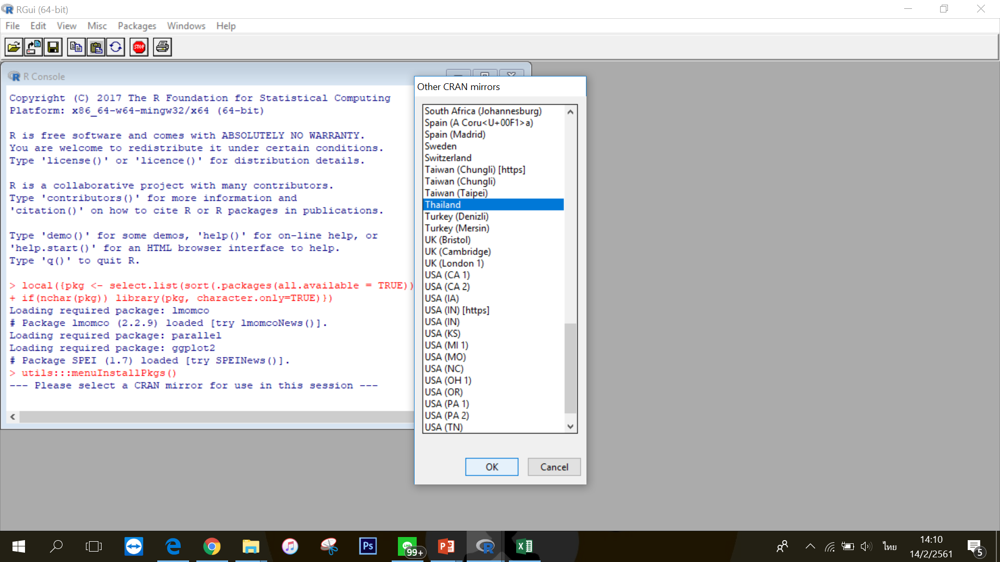 RGui (64-bit)
File Edit View Misc Packages Windows Help
STOP
R Console
Copyright (C) 2017 The R Foundation for Statistical Computing
Platform: x86_64-w64-mingw32/x64 (64-bit)
R is free software and comes with ABSOLUTELY NO WARRANTY.
You are welcome to redistribute it under certain conditions.
Type 'license()' or 'licence()' for distribution details.
R is a collaborative project with many contributors.
Type 'contributors()' for more information and
'citation()' on how to cite R or R packages in publications.
Type 'demo()' for some demos, 'help()' for on-line help, or
'help.start()' for an HTML browser interface to help.
Type 'q()' to quit R.
> local({pkg <- select.list(sort(.packages(all.available = TRUE))
+ if(nchar(pkg)) library(pkg, character.only=TRUE)})
Loading required package: lmomco
# Package lmomco (2.2.9) loaded [try lmomcoNews()].
Loading required package: parallel
Loading required package: ggplot2
# Package SPEI (1.7) loaded [try SPEINews()].
> utils:::menuInstallPkgs()
--- Please select a CRAN mirror for use in this session ---
Other CRAN mirrors
South Africa (Johannesburg)
Spain (A Coru<U+00F1>a)
Spain (Madrid)
Sweden
Switzerland
Taiwan (Chungli) [https]
Taiwan (Chungli)
Taiwan (Taipei)
Thailand
Turkey (Denizli)
Turkey (Mersin)
UK (Bristol)
UK (Cambridge)
UK (London 1)
USA (CA 1)
USA (CA 2)
USA (IA)
USA (IN) [https]
USA (IN)
USA (KS)
USA (MI 1)
USA (MO)
USA (NC)
USA (OH 1)
USA (OR)
USA (PA 1)
USA (PA 2)
USA (TN)
OK Cancel
Ps 99+ ไทย 14:10
14/2/2561 5